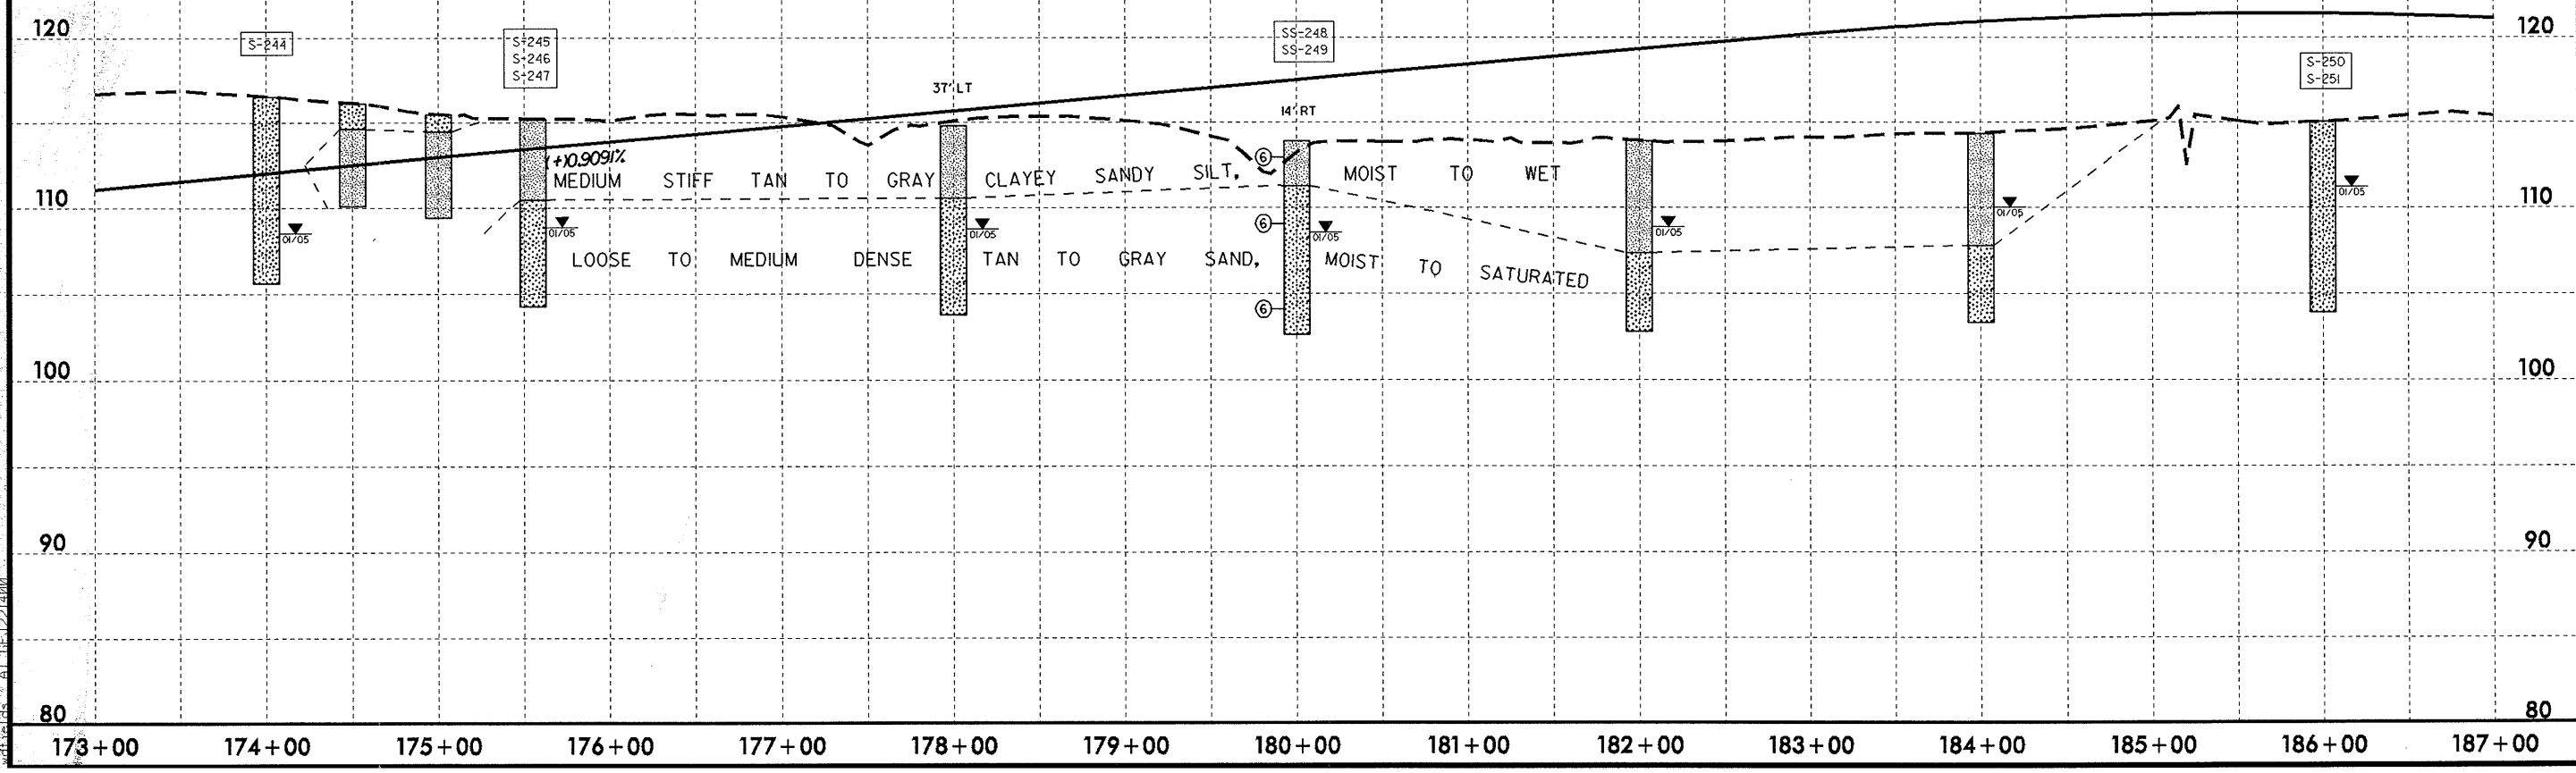 120
120
S-244
S-245
S-246
S-247
SS-248
SS-249
S-250
S-251
37' LT
14' RT
(+)0.9091%
MEDIUM STIFF TAN TO GRAY CLAYEY SANDY SILT, MOIST TO WET
6
6
6
110
110
01/05
01/05
01/05
01/05
01/05
01/05
01/05
LOOSE TO MEDIUM DENSE TAN TO GRAY SAND, MOIST TO SATURATED
100
100
90
90
80
80
173+00 174+00 175+00 176+00 177+00 178+00 179+00 180+00 181+00 182+00 183+00 184+00 185+00 186+00 187+00